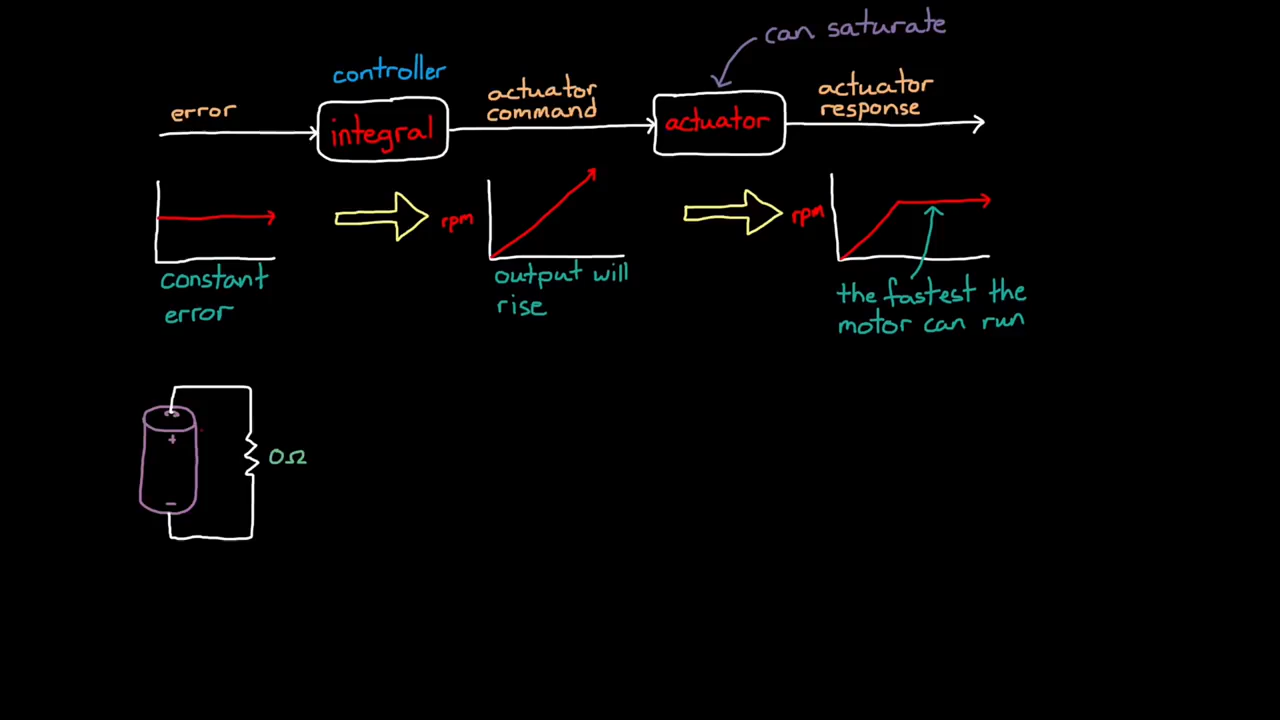 can saturate
controller
error
integral
actuator
command
actuator
actuator
response
rpm
rpm
constant
error
output will
rise
the fastest the
motor can run
+
-
0Ω